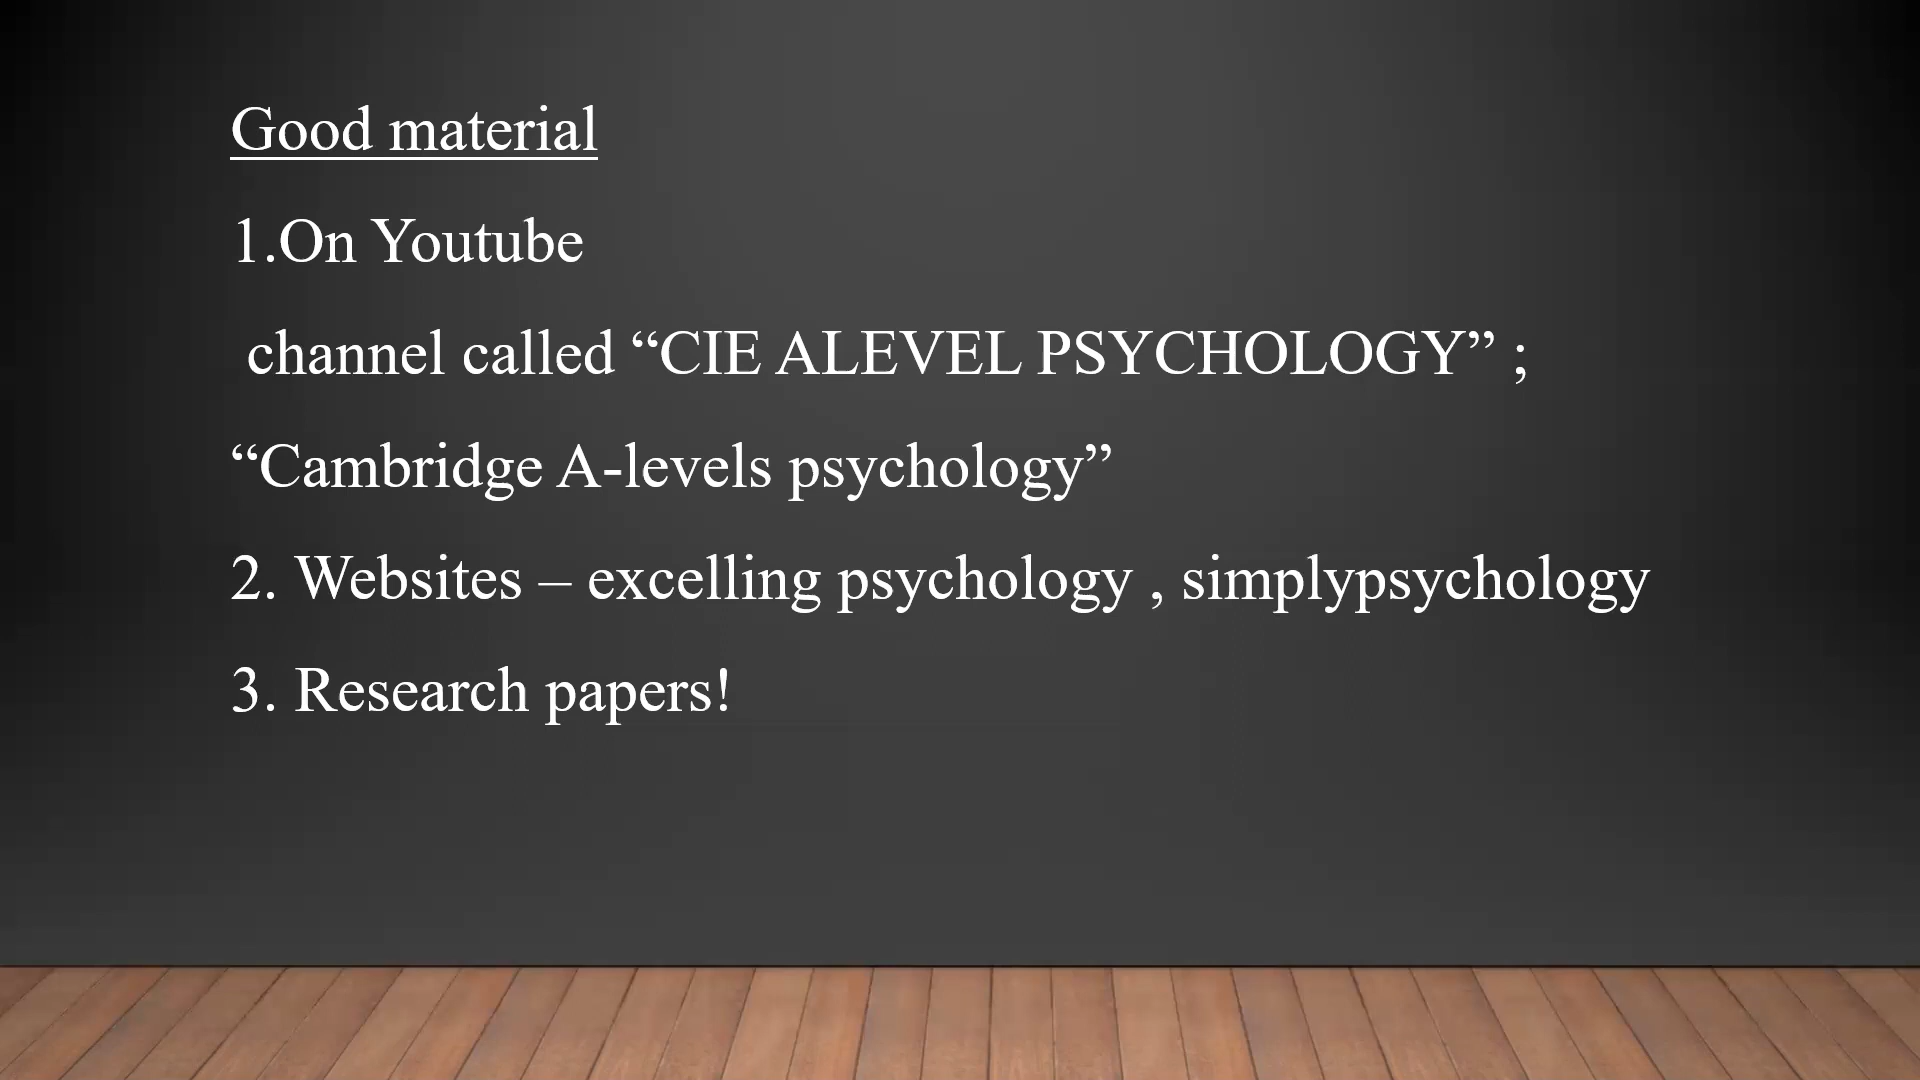 Good material
1.On Youtube
channel called “CIE ALEVEL PSYCHOLOGY” ;
“Cambridge A-levels psychology”
2. Websites – excelling psychology , simplypsychology
3. Research papers!